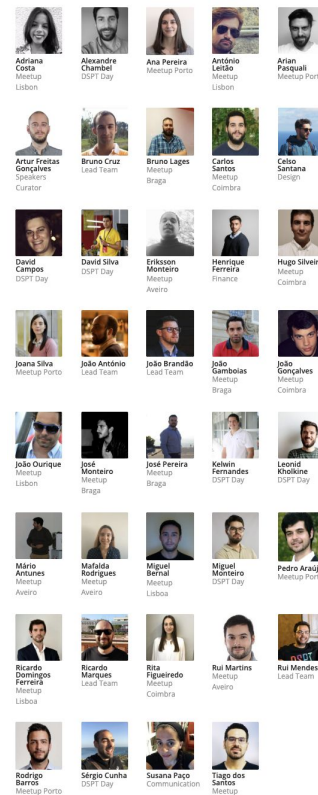 Adriana
Costa
Meetup
Lisbon
Alexandre
Chambel
DSPT Day
Ana Pereira
Meetup Porto
António
Leitão
Meetup
Lisbon
Arian
Pasquali
Meetup Port
Artur Freitas
Gonçalves
Speakers
Curator
Bruno Cruz
Lead Team
Bruno Lages
Meetup
Braga
Carlos
Santos
Meetup
Coimbra
Celso
Santana
Design
David
Campos
DSPT Day
David Silva
DSPT Day
Eriksson
Monteiro
Meetup
Aveiro
Henrique
Ferreira
Finance
Hugo Silveir
Meetup
Coimbra
Joana Silva
Meetup Porto
João António
Lead Team
João Brandão
Lead Team
João
Gamboias
Meetup
Braga
João
Gonçalves
Meetup
Coimbra
João Ourique
Meetup
Lisbon
José
Monteiro
Meetup
Braga
José Pereira
Meetup
Braga
Kelwin
Fernandes
DSPT Day
Leonid
Kholkine
DSPT Day
Mário
Antunes
Meetup
Aveiro
Mafalda
Rodrigues
Meetup
Aveiro
Miguel
Bernal
Meetup
Lisboa
Miguel
Monteiro
DSPT Day
Pedro Araúj
Meetup Port
Ricardo
Domingos
Ferreira
Meetup
Lisboa
Ricardo
Marques
Lead Team
Rita
Figueiredo
Meetup
Coimbra
Rui Martins
Meetup
Aveiro
Rui Mendes
Lead Team
Rodrigo
Barros
Meetup Porto
Sérgio Cunha
DSPT Day
Susana Paço
Communication
Tiago dos
Santos
Meetup